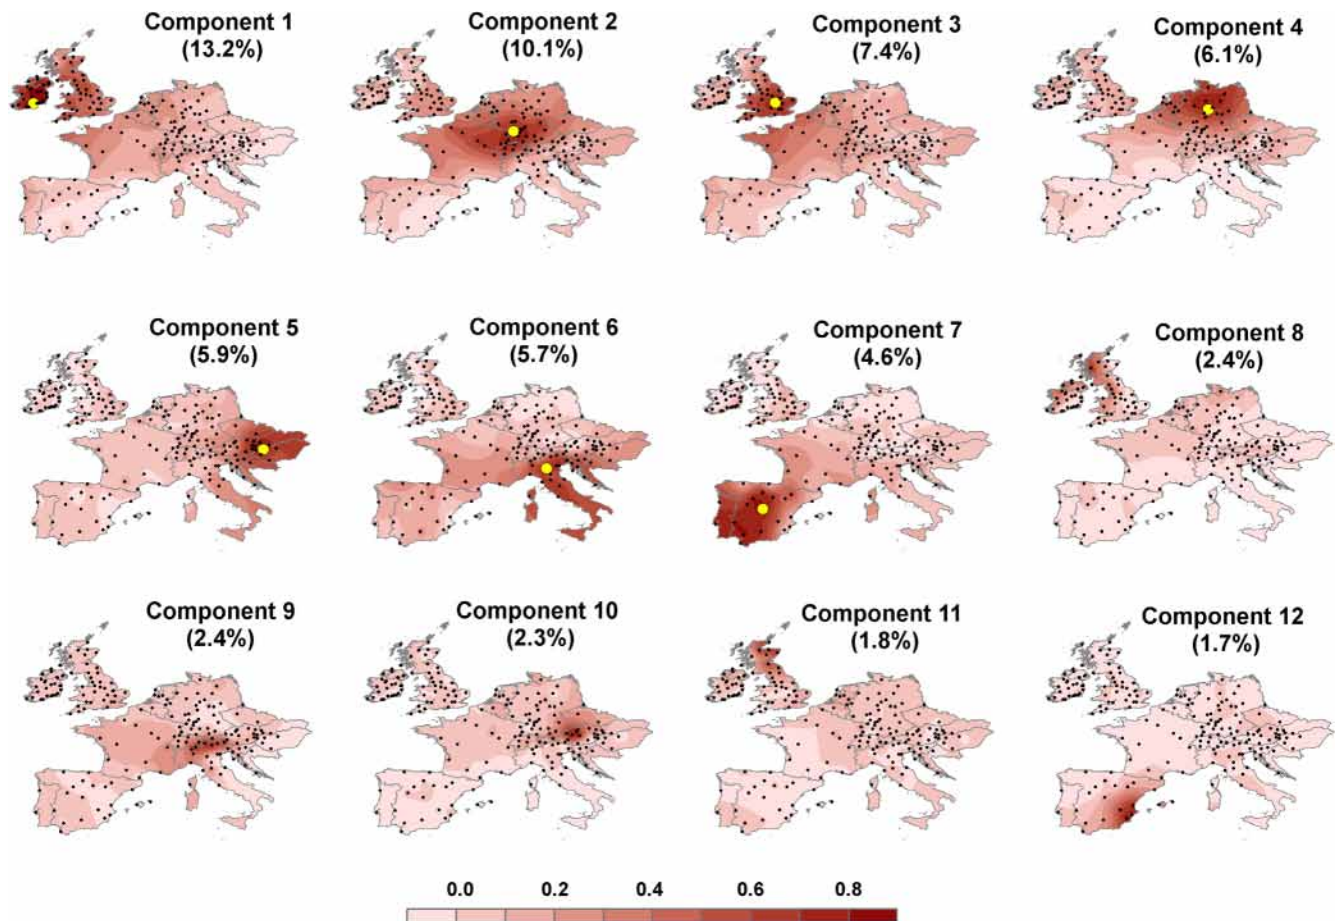 Component 1
(13.2%)
Component 2
(10.1%)
Component 3
(7.4%)
Component 4
(6.1%)
Component 5
(5.9%)
Component 6
(5.7%)
Component 7
(4.6%)
Component 8
(2.4%)
Component 9
(2.4%)
Component 10
(2.3%)
Component 11
(1.8%)
Component 12
(1.7%)
0.0 0.2 0.4 0.6 0.8